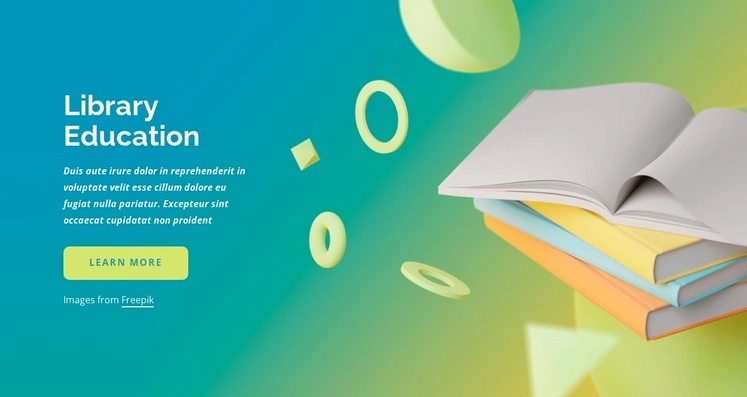 Library
Education
Duis aute irure dolor in reprehenderit in
voluptate velit esse cillum dolore eu
fugiat nulla pariatur. Excepteur sint
occaecat cupidatat non proident
LEARN MORE
Images from Freepik